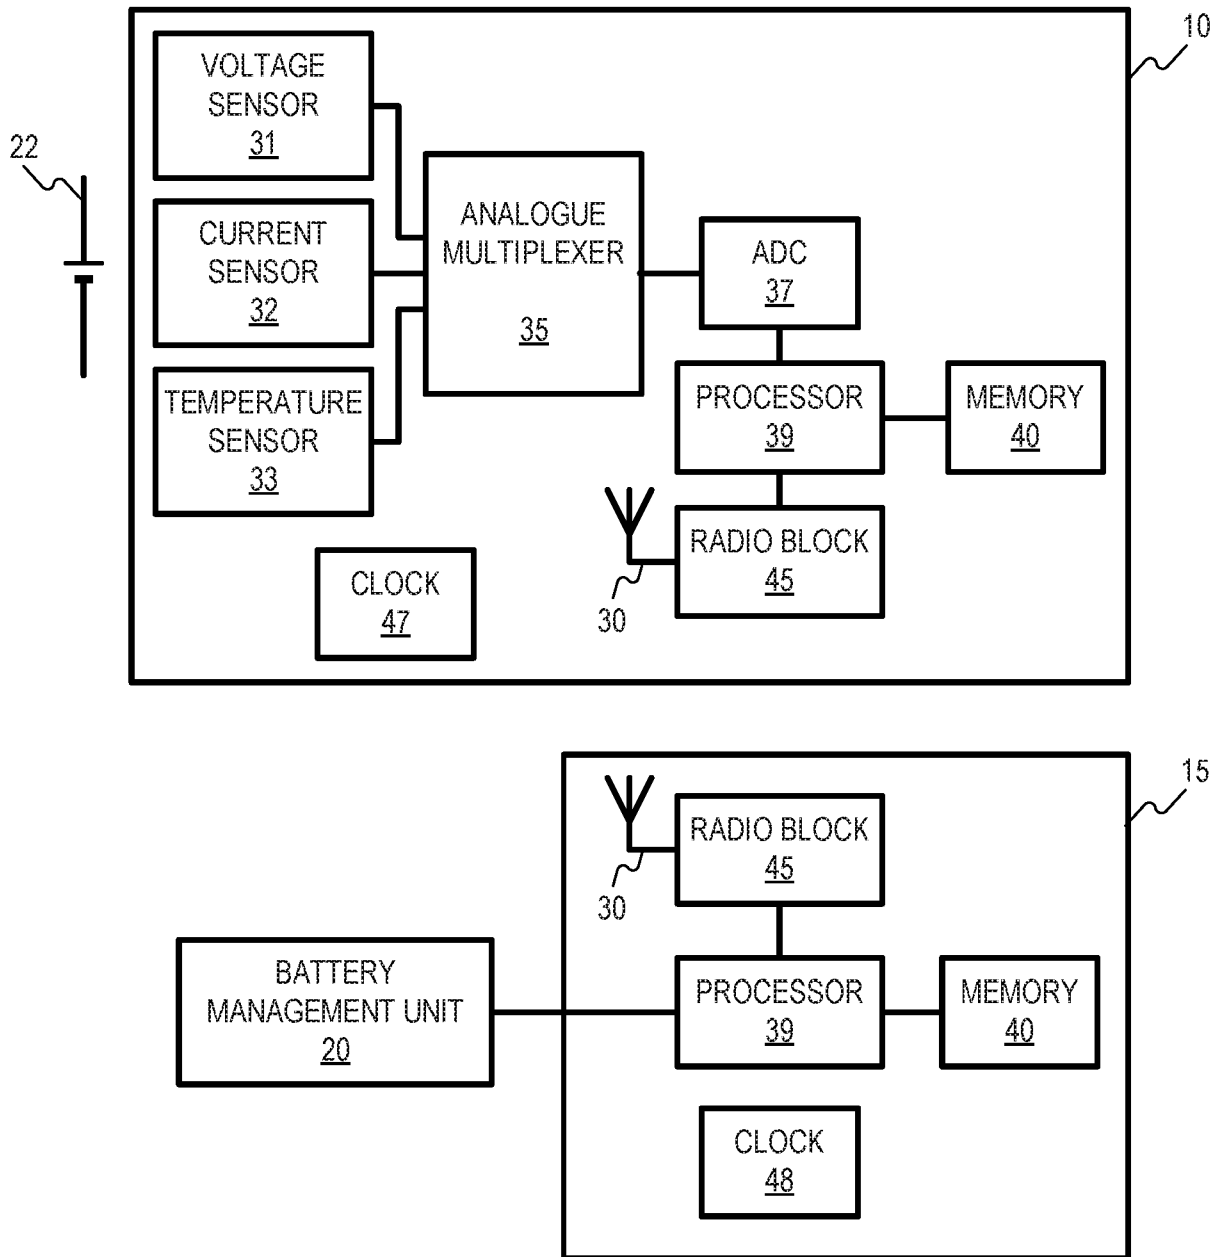 10
VOLTAGE
SENSOR
31
22
CURRENT
SENSOR
32
TEMPERATURE
SENSOR
33
ANALOGUE
MULTIPLEXER
35
ADC
37
PROCESSOR
39
MEMORY
40
RADIO BLOCK
45
30
CLOCK
47
15
RADIO BLOCK
45
30
BATTERY
MANAGEMENT UNIT
20
PROCESSOR
39
MEMORY
40
CLOCK
48